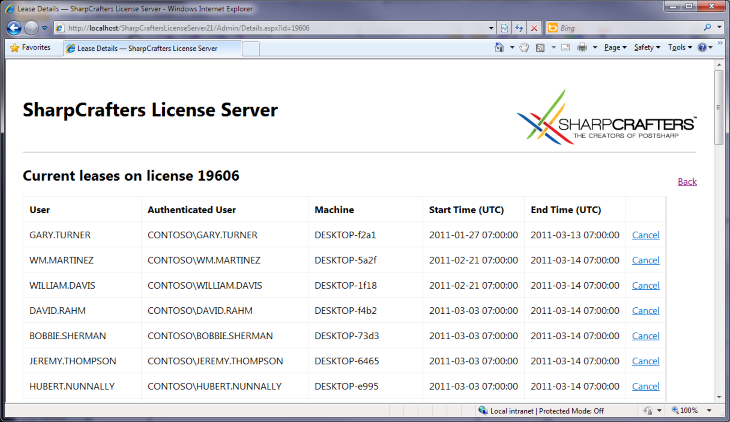 Lease Details — SharpCrafters License Server - Windows Internet Explorer
http://localhost/SharpCraftersLicenseServer21/Admin/Details.aspx?id=19606
Bing
Favorites
Lease Details — SharpCrafters License Server
Page
Safety
Tools
SharpCrafters License Server
SHARPCRAFTERS™
THE CREATORS OF POSTSHARP
Current leases on license 19606
Back
User Authenticated User Machine Start Time (UTC) End Time (UTC)
GARY.TURNER CONTOSO\GARY.TURNER DESKTOP-f2a1 2011-01-27 07:00:00 2011-03-13 07:00:00 Cancel
WM.MARTINEZ CONTOSO\WM.MARTINEZ DESKTOP-5a2f 2011-02-21 07:00:00 2011-03-14 07:00:00 Cancel
WILLIAM.DAVIS CONTOSO\WILLIAM.DAVIS DESKTOP-1f18 2011-02-21 07:00:00 2011-03-14 07:00:00 Cancel
DAVID.RAHM CONTOSO\DAVID.RAHM DESKTOP-f4b2 2011-03-03 07:00:00 2011-03-14 07:00:00 Cancel
BOBBIE.SHERMAN CONTOSO\BOBBIE.SHERMAN DESKTOP-73d3 2011-03-03 07:00:00 2011-03-14 07:00:00 Cancel
JEREMY.THOMPSON CONTOSO\JEREMY.THOMPSON DESKTOP-6465 2011-03-03 07:00:00 2011-03-14 07:00:00 Cancel
HUBERT.NUNNALLY CONTOSO\HUBERT.NUNNALLY DESKTOP-e995 2011-03-03 07:00:00 2011-03-14 07:00:00 Cancel
Local intranet | Protected Mode: Off
100%